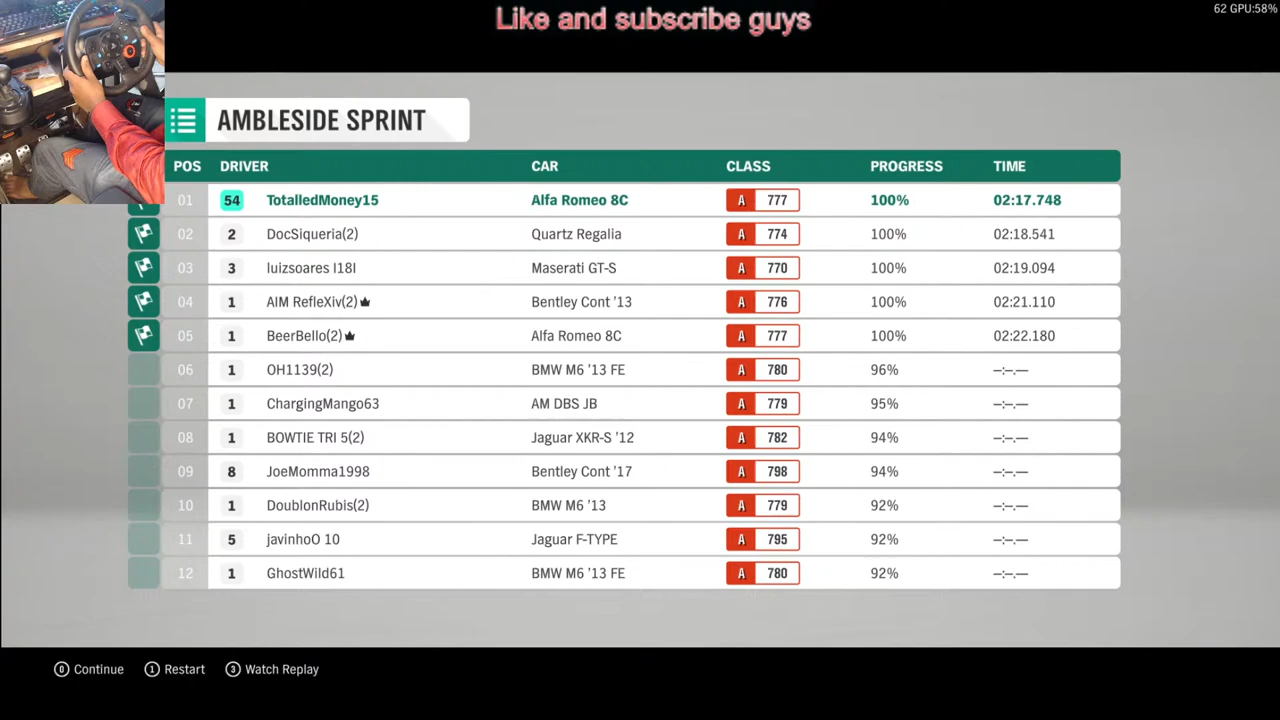 62 GPU:58%
Like and subscribe guys
AMBLESIDE SPRINT
POS DRIVER CAR CLASS PROGRESS TIME
01 54 TotalledMoney15 Alfa Romeo 8C A 777 100% 02:17.748
02 2 DocSiqueria(2) Quartz Regalia A 774 100% 02:18.541
03 3 luizsoares I18I Maserati GT-S A 770 100% 02:19.094
04 1 AIM RefleXiv(2) Bentley Cont '13 A 776 100% 02:21.110
05 1 BeerBello(2) Alfa Romeo 8C A 777 100% 02:22.180
06 1 OH1139(2) BMW M6 '13 FE A 780 96% --:--.---
07 1 ChargingMango63 AM DBS JB A 779 95% --:--.---
08 1 BOWTIE TRI 5(2) Jaguar XKR-S '12 A 782 94% --:--.---
09 8 JoeMomma1998 Bentley Cont '17 A 798 94% --:--.---
10 1 DoublonRubis(2) BMW M6 '13 A 779 92% --:--.---
11 5 javinhoO 10 Jaguar F-TYPE A 795 92% --:--.---
12 1 GhostWild61 BMW M6 '13 FE A 780 92% --:--.---
0 Continue 1 Restart 3 Watch Replay